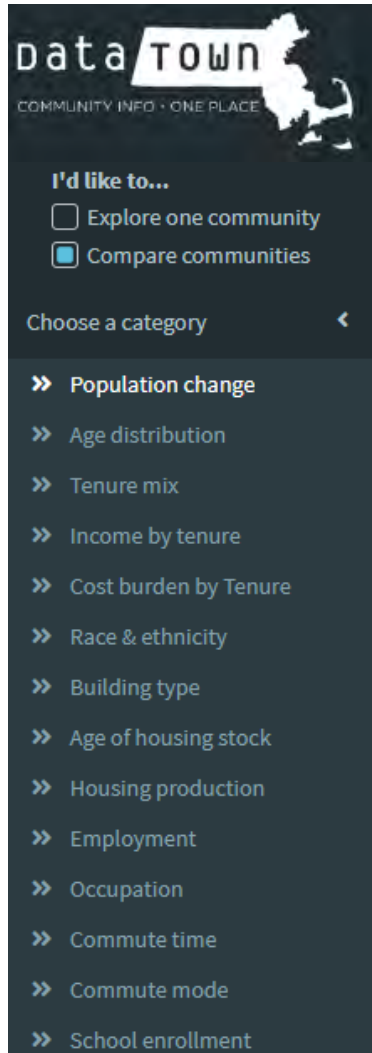 Data TOWN
COMMUNITY INFO · ONE PLACE
I'd like to...
Explore one community
Compare communities
Choose a category
Population change
Age distribution
Tenure mix
Income by tenure
Cost burden by Tenure
Race & ethnicity
Building type
Age of housing stock
Housing production
Employment
Occupation
Commute time
Commute mode
School enrollment